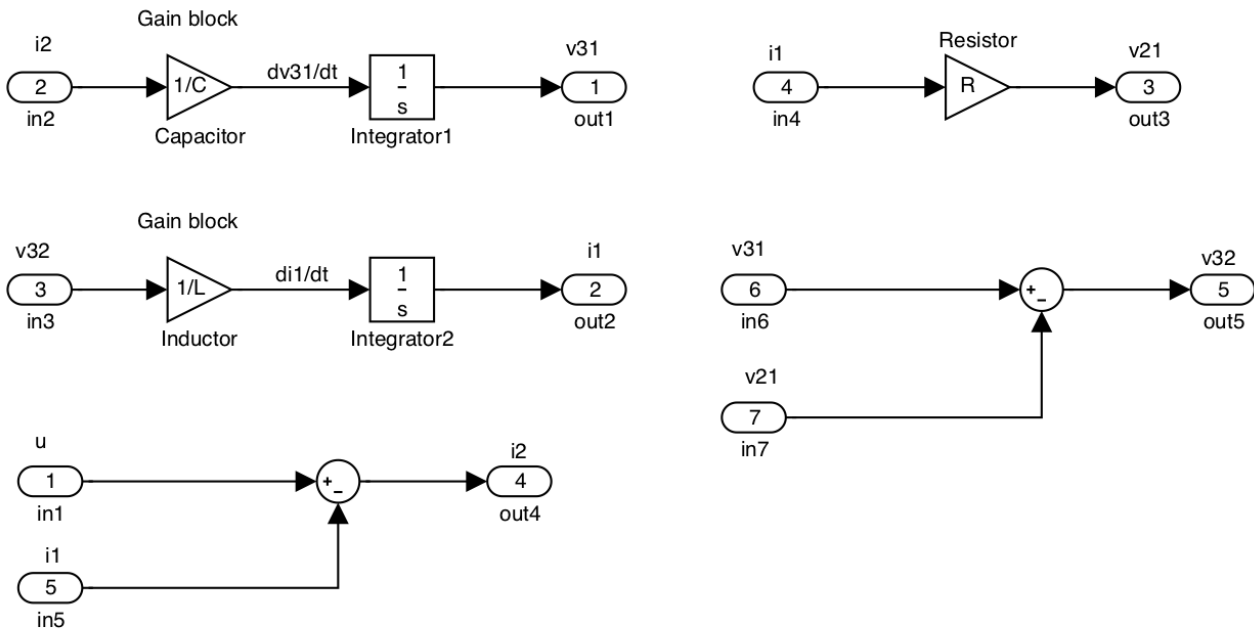 Gain block
i2
2
in2
1/C
Capacitor
dv31/dt
1
s
Integrator1
v31
1
out1
i1
4
in4
Resistor
R
v21
3
out3
Gain block
v32
3
in3
1/L
Inductor
di1/dt
1
s
Integrator2
i1
2
out2
v31
6
in6
+
−
v32
5
out5
v21
7
in7
u
1
in1
+
−
i2
4
out4
i1
5
in5